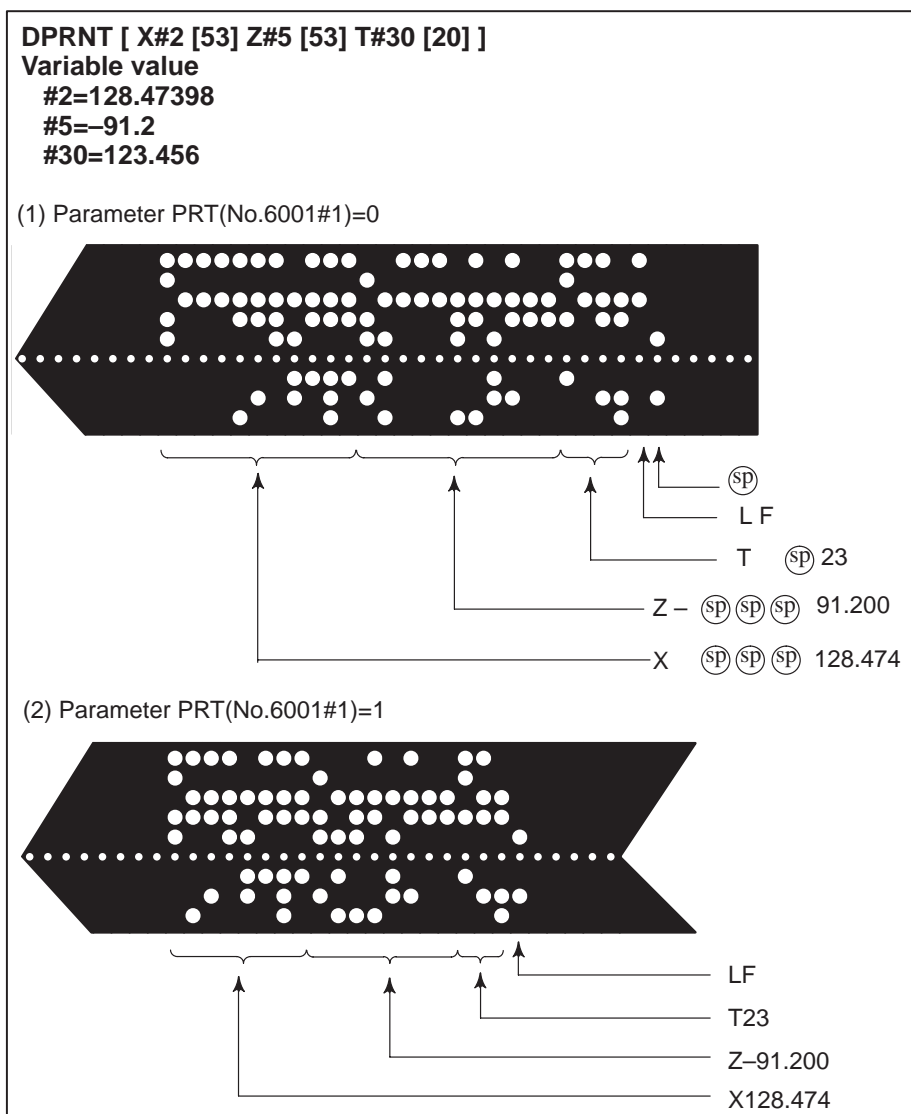 DPRNT [ X#2 [53] Z#5 [53] T#30 [20] ]
Variable value
#2=128.47398
#5=–91.2
#30=123.456
(1) Parameter PRT(No.6001#1)=0
sp
L F
T sp 23
Z – sp sp sp 91.200
X sp sp sp 128.474
(2) Parameter PRT(No.6001#1)=1
LF
T23
Z–91.200
X128.474